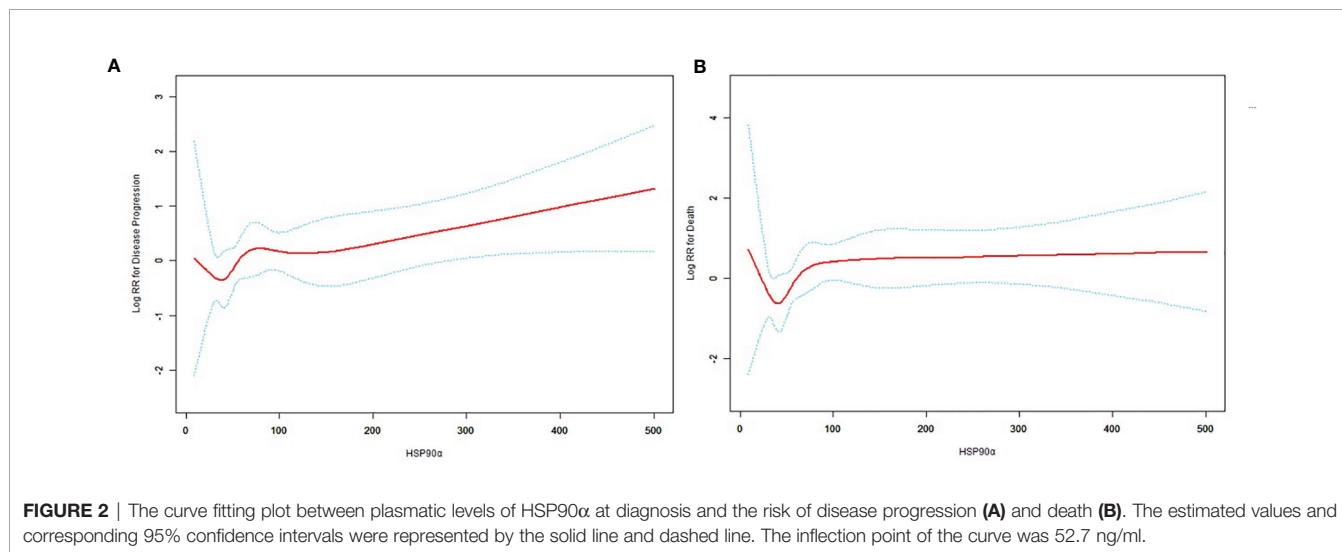 A
Log RR for Disease Progression
3
2
1
0
-1
-2
0 100 200 300 400 500
HSP90α
B
Log RR for Death
4
2
0
-2
0 100 200 300 400 500
HSP90α
FIGURE 2 | The curve fitting plot between plasmatic levels of HSP90α at diagnosis and the risk of disease progression (A) and death (B). The estimated values and
corresponding 95% confidence intervals were represented by the solid line and dashed line. The inflection point of the curve was 52.7 ng/ml.